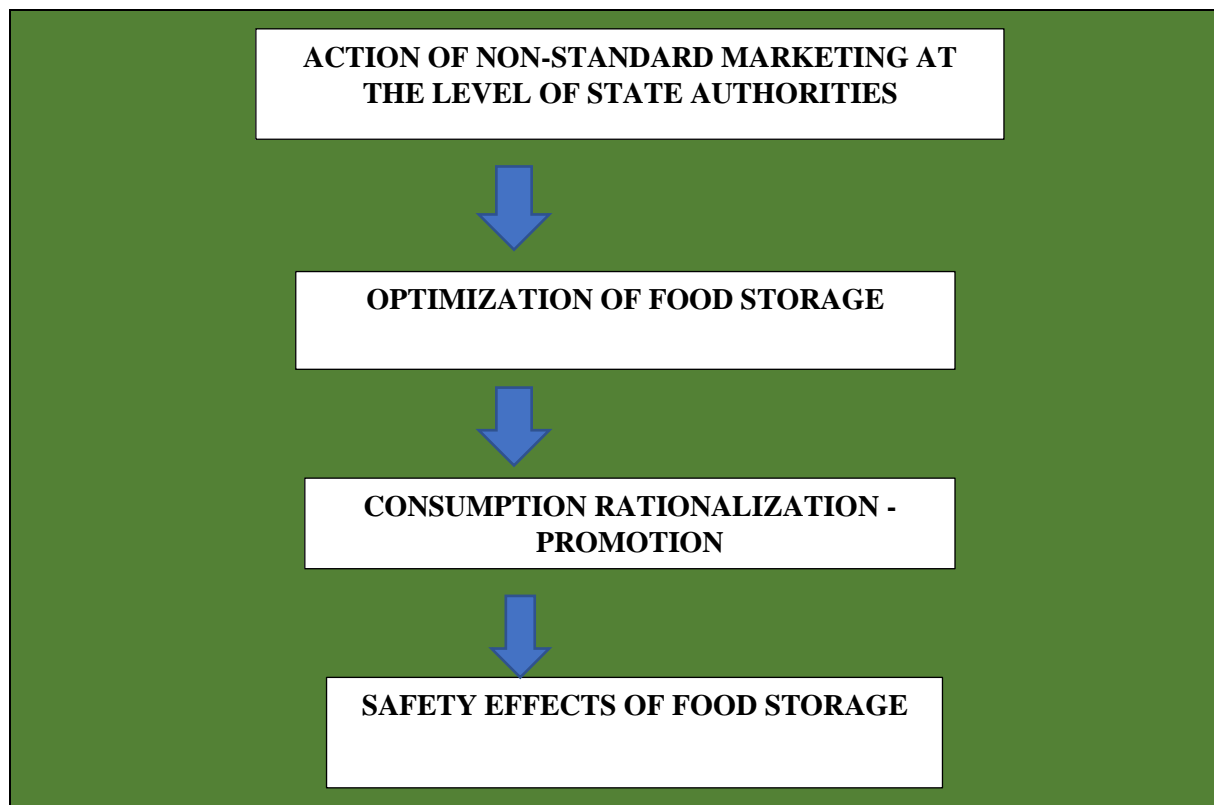 ACTION OF NON-STANDARD MARKETING AT
THE LEVEL OF STATE AUTHORITIES
OPTIMIZATION OF FOOD STORAGE
CONSUMPTION RATIONALIZATION -
PROMOTION
SAFETY EFFECTS OF FOOD STORAGE